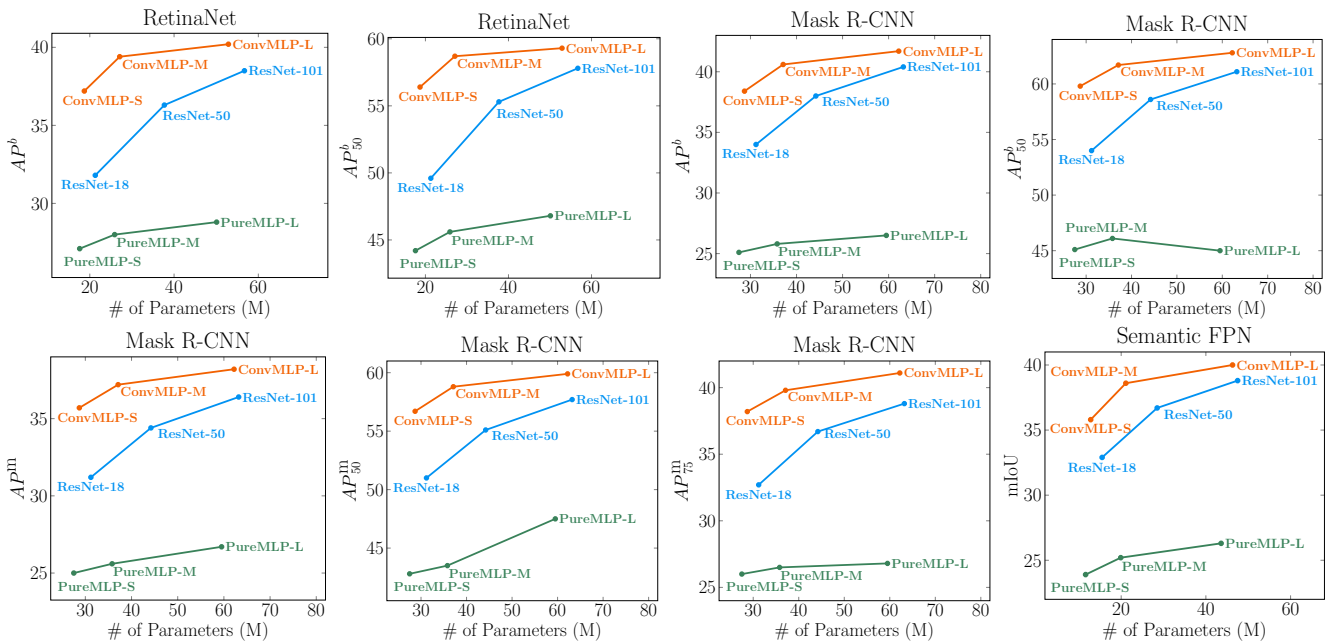 RetinaNet
40
35
30
20
40
60
AP^b
# of Parameters (M)
ConvMLP-L
ConvMLP-M
ConvMLP-S
ResNet-101
ResNet-50
ResNet-18
PureMLP-L
PureMLP-M
PureMLP-S
RetinaNet
60
55
50
45
20
40
60
AP^b_50
# of Parameters (M)
ConvMLP-L
ConvMLP-M
ConvMLP-S
ResNet-101
ResNet-50
ResNet-18
PureMLP-L
PureMLP-M
PureMLP-S
Mask R-CNN
40
35
30
25
30
40
50
60
70
80
AP^b
# of Parameters (M)
ConvMLP-L
ConvMLP-M
ConvMLP-S
ResNet-101
ResNet-50
ResNet-18
PureMLP-L
PureMLP-M
PureMLP-S
Mask R-CNN
60
55
50
45
30
40
50
60
70
80
AP^b_50
# of Parameters (M)
ConvMLP-L
ConvMLP-M
ConvMLP-S
ResNet-101
ResNet-50
ResNet-18
PureMLP-M
PureMLP-L
PureMLP-S
Mask R-CNN
35
30
25
30
40
50
60
70
80
AP^m
# of Parameters (M)
ConvMLP-L
ConvMLP-M
ConvMLP-S
ResNet-101
ResNet-50
ResNet-18
PureMLP-L
PureMLP-M
PureMLP-S
Mask R-CNN
60
55
50
45
30
40
50
60
70
80
AP^m_50
# of Parameters (M)
ConvMLP-L
ConvMLP-M
ConvMLP-S
ResNet-101
ResNet-50
ResNet-18
PureMLP-L
PureMLP-M
PureMLP-S
Mask R-CNN
40
35
30
25
30
40
50
60
70
80
AP^m_75
# of Parameters (M)
ConvMLP-L
ConvMLP-M
ConvMLP-S
ResNet-101
ResNet-50
ResNet-18
PureMLP-L
PureMLP-M
PureMLP-S
Semantic FPN
40
35
30
25
20
40
60
mIoU
# of Parameters (M)
ConvMLP-M
ConvMLP-L
ConvMLP-S
ResNet-101
ResNet-50
ResNet-18
PureMLP-L
PureMLP-M
PureMLP-S